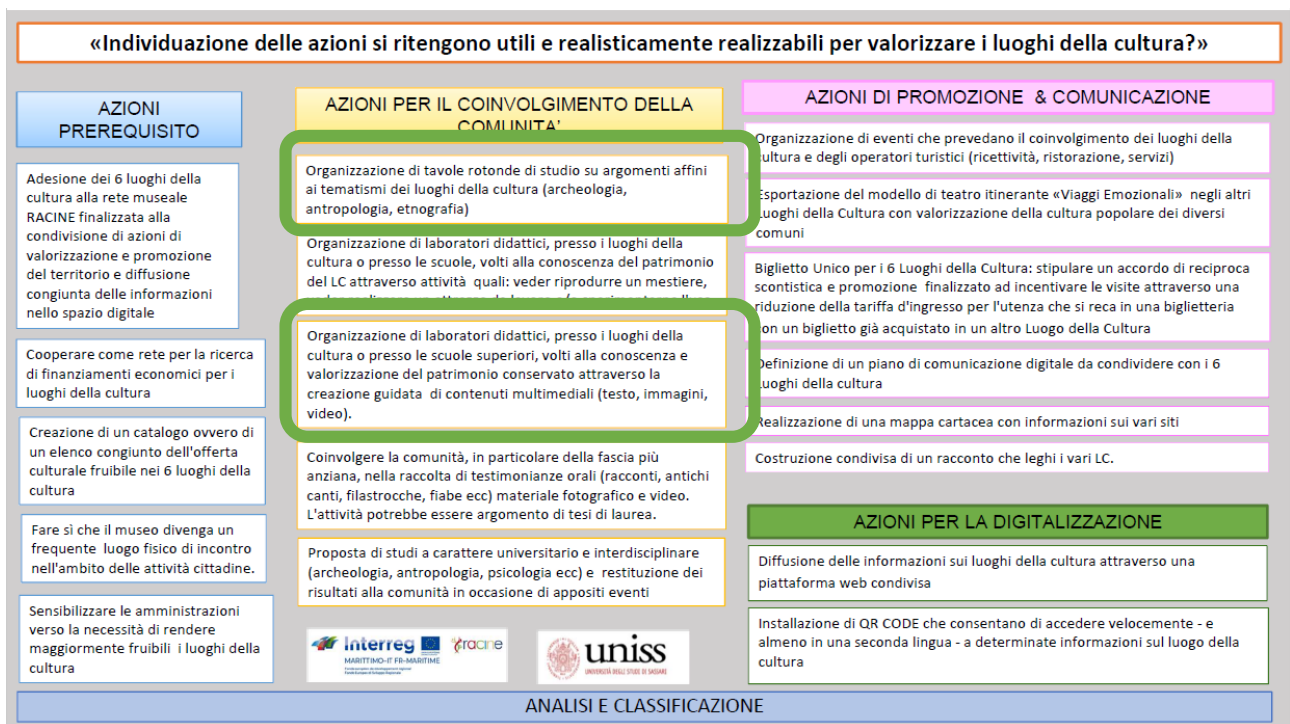 «Individuazione delle azioni si ritengono utili e realisticamente realizzabili per valorizzare i luoghi della cultura?»
AZIONI
PREREQUISITO
Adesione dei 6 luoghi della
cultura alla rete museale
RACINE finalizzata alla
condivisione di azioni di
valorizzazione e promozione
del territorio e diffusione
congiunta delle informazioni
nello spazio digitale
Cooperare come rete per la ricerca
di finanziamenti economici per i
luoghi della cultura
Creazione di un catalogo ovvero di
un elenco congiunto dell'offerta
culturale fruibile nei 6 luoghi della
cultura
Fare sì che il museo divenga un
frequente luogo fisico di incontro
nell'ambito delle attività cittadine.
Sensibilizzare le amministrazioni
verso la necessità di rendere
maggiormente fruibili i luoghi della
cultura
AZIONI PER IL COINVOLGIMENTO DELLA
COMUNITA'
Organizzazione di tavole rotonde di studio su argomenti affini
ai tematismi dei luoghi della cultura (archeologia,
antropologia, etnografia)
Organizzazione di laboratori didattici, presso i luoghi della
cultura o presso le scuole, volti alla conoscenza del patrimonio
del LC attraverso attività quali: veder riprodurre un mestiere,
Organizzazione di laboratori didattici, presso i luoghi della
cultura o presso le scuole superiori, volti alla conoscenza e
valorizzazione del patrimonio conservato attraverso la
creazione guidata di contenuti multimediali (testo, immagini,
video).
Coinvolgere la comunità, in particolare della fascia più
anziana, nella raccolta di testimonianze orali (racconti, antichi
canti, filastrocche, fiabe ecc) materiale fotografico e video.
L'attività potrebbe essere argomento di tesi di laurea.
Proposta di studi a carattere universitario e interdisciplinare
(archeologia, antropologia, psicologia ecc) e restituzione dei
risultati alla comunità in occasione di appositi eventi
Interreg racine
MARITTIMO-IT FR-MARITIME
uniss
UNIVERSITÀ DEGLI STUDI DI SASSARI
AZIONI DI PROMOZIONE & COMUNICAZIONE
Organizzazione di eventi che prevedano il coinvolgimento dei luoghi della
cultura e degli operatori turistici (ricettività, ristorazione, servizi)
Esportazione del modello di teatro itinerante «Viaggi Emozionali» negli altri
Luoghi della Cultura con valorizzazione della cultura popolare dei diversi
comuni
Biglietto Unico per i 6 Luoghi della Cultura: stipulare un accordo di reciproca
scontistica e promozione finalizzato ad incentivare le visite attraverso una
riduzione della tariffa d'ingresso per l'utenza che si reca in una biglietteria
con un biglietto già acquistato in un altro Luogo della Cultura
Definizione di un piano di comunicazione digitale da condividere con i 6
Luoghi della cultura
Realizzazione di una mappa cartacea con informazioni sui vari siti
Costruzione condivisa di un racconto che leghi i vari LC.
AZIONI PER LA DIGITALIZZAZIONE
Diffusione delle informazioni sui luoghi della cultura attraverso una
piattaforma web condivisa
Installazione di QR CODE che consentano di accedere velocemente - e
almeno in una seconda lingua - a determinate informazioni sul luogo della
cultura
ANALISI E CLASSIFICAZIONE